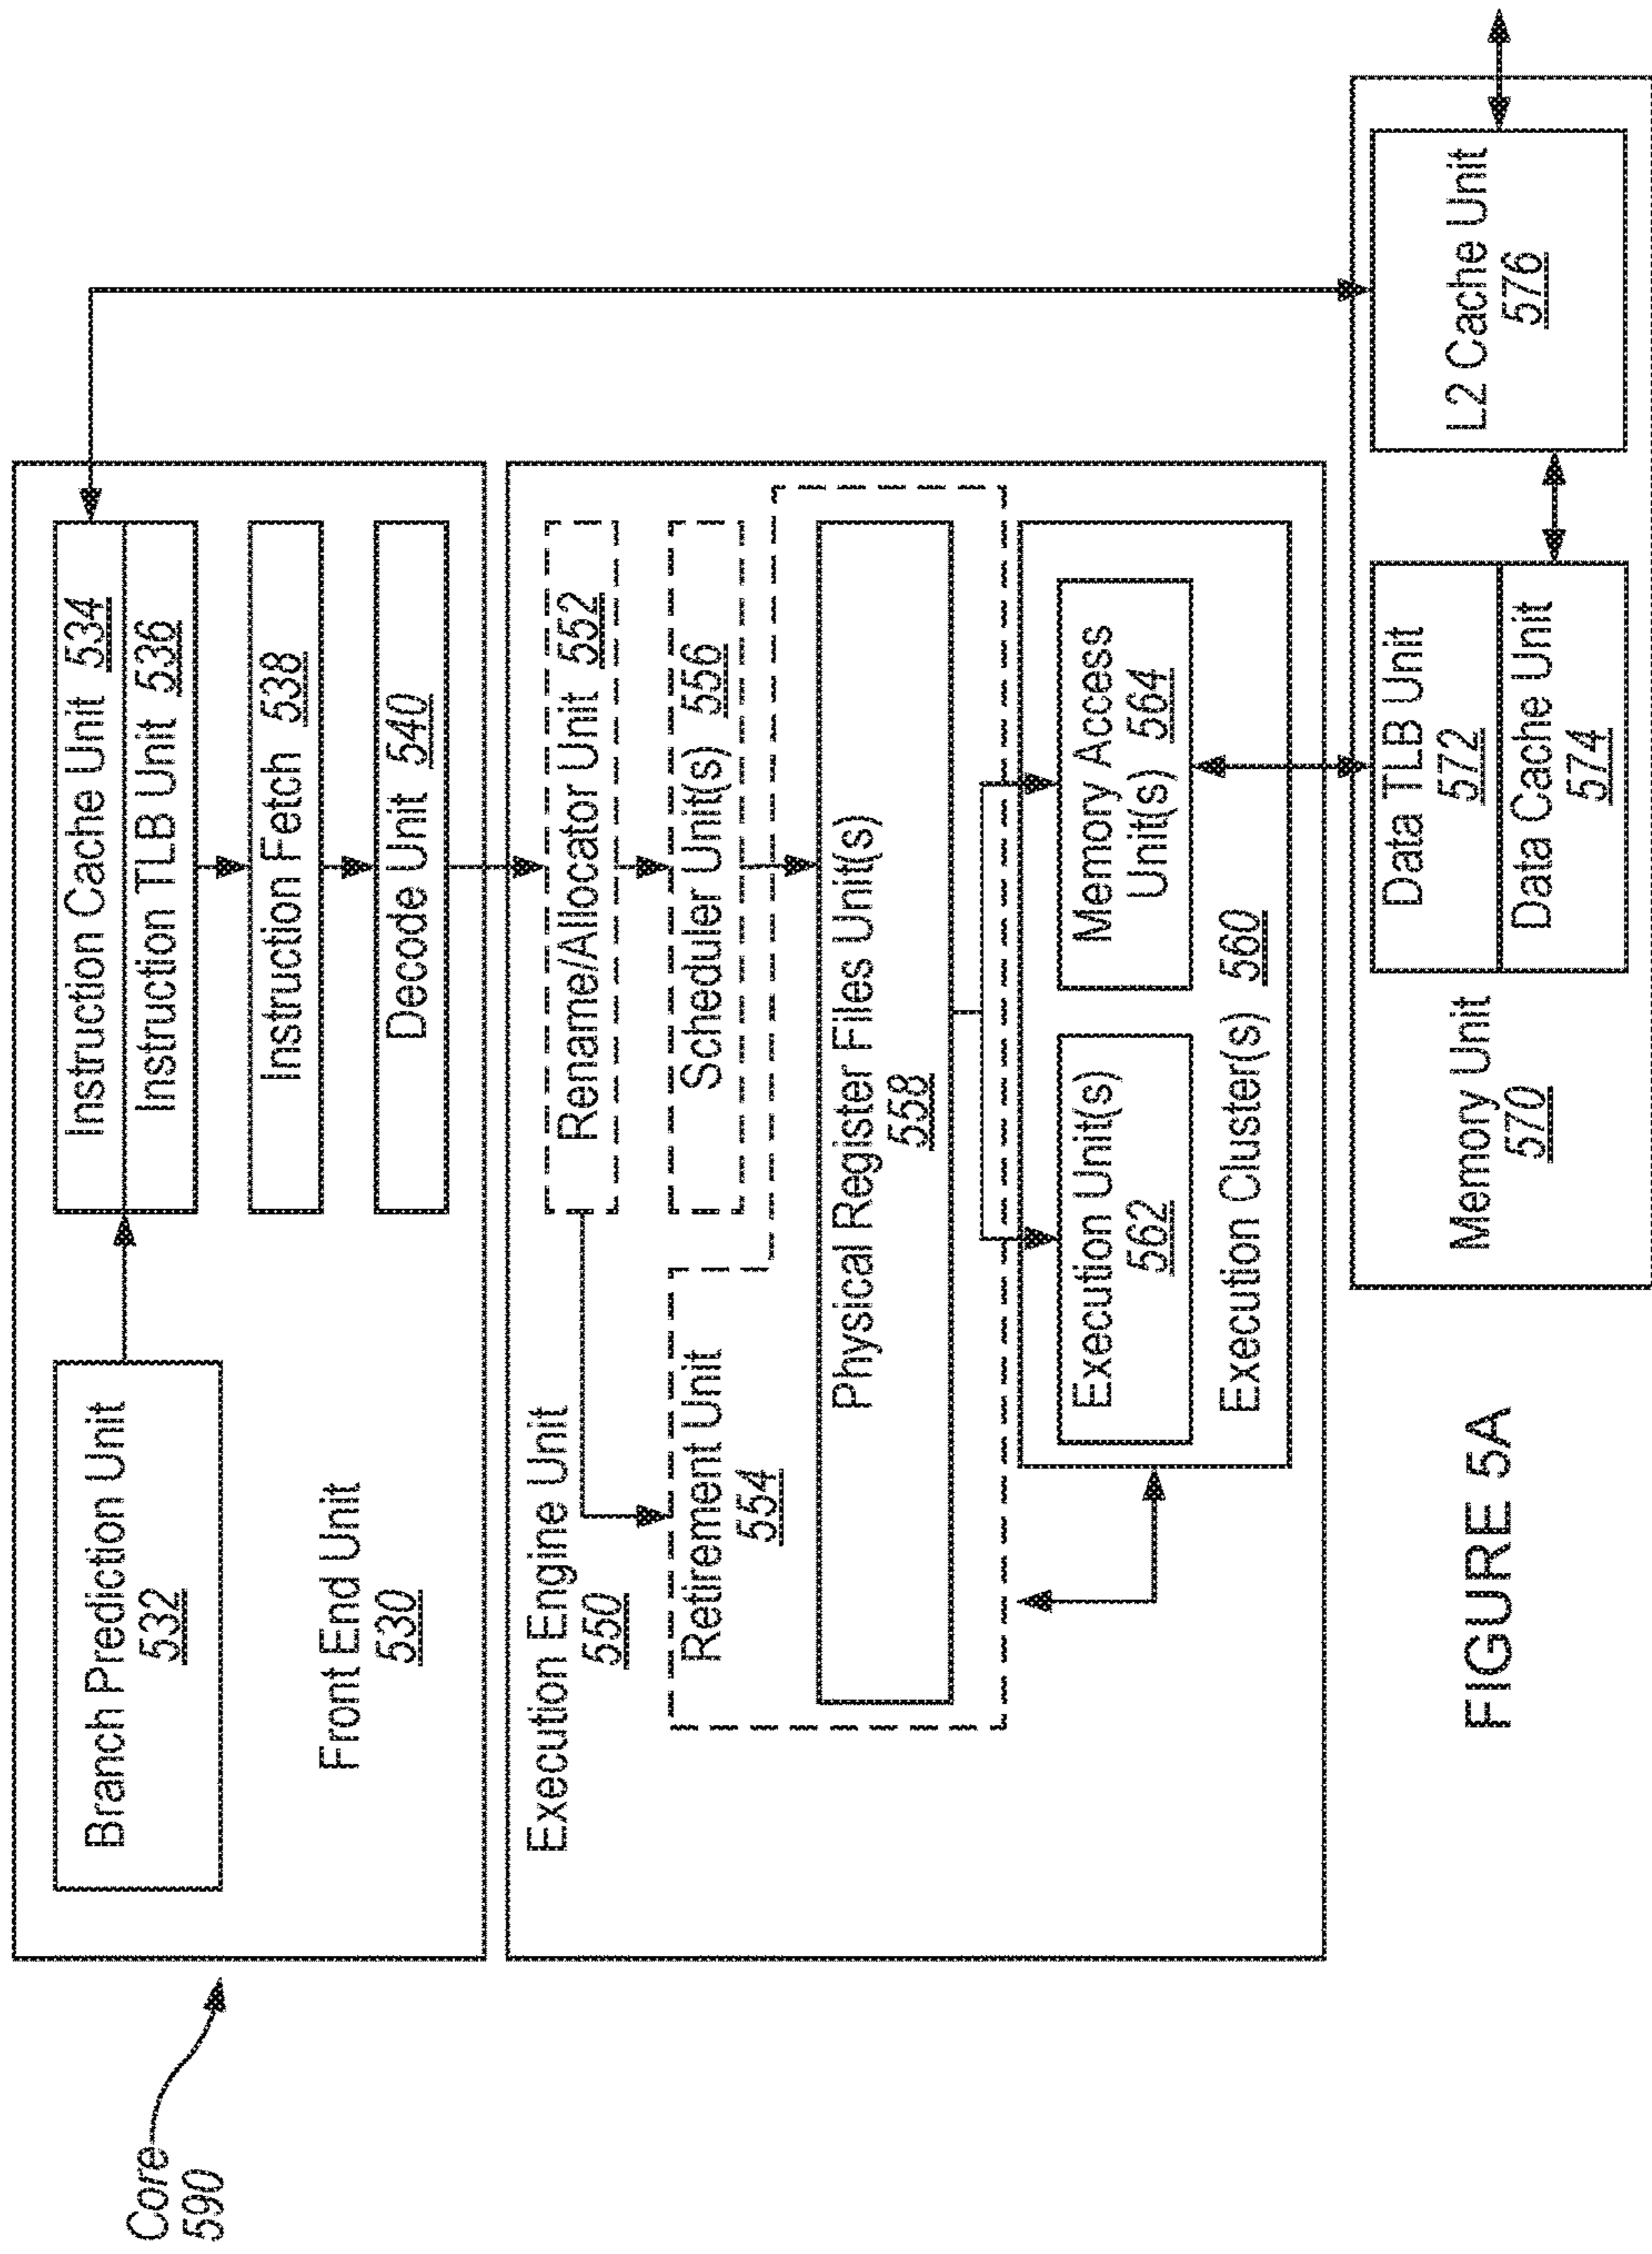 Core
590
Branch Prediction Unit
532
Instruction Cache Unit 534
Instruction TLB Unit 536
Instruction Fetch 538
Decode Unit 540
Front End Unit
530
Execution Engine Unit
550
Rename/Allocator Unit 552
Scheduler Unit(s) 556
Retirement Unit
554
Physical Register Files Unit(s)
558
Execution Unit(s)
562
Memory Access
Unit(s) 564
Execution Cluster(s) 560
Memory Unit
570
Data TLB Unit
572
Data Cache Unit
574
L2 Cache Unit
576
FIGURE 5A